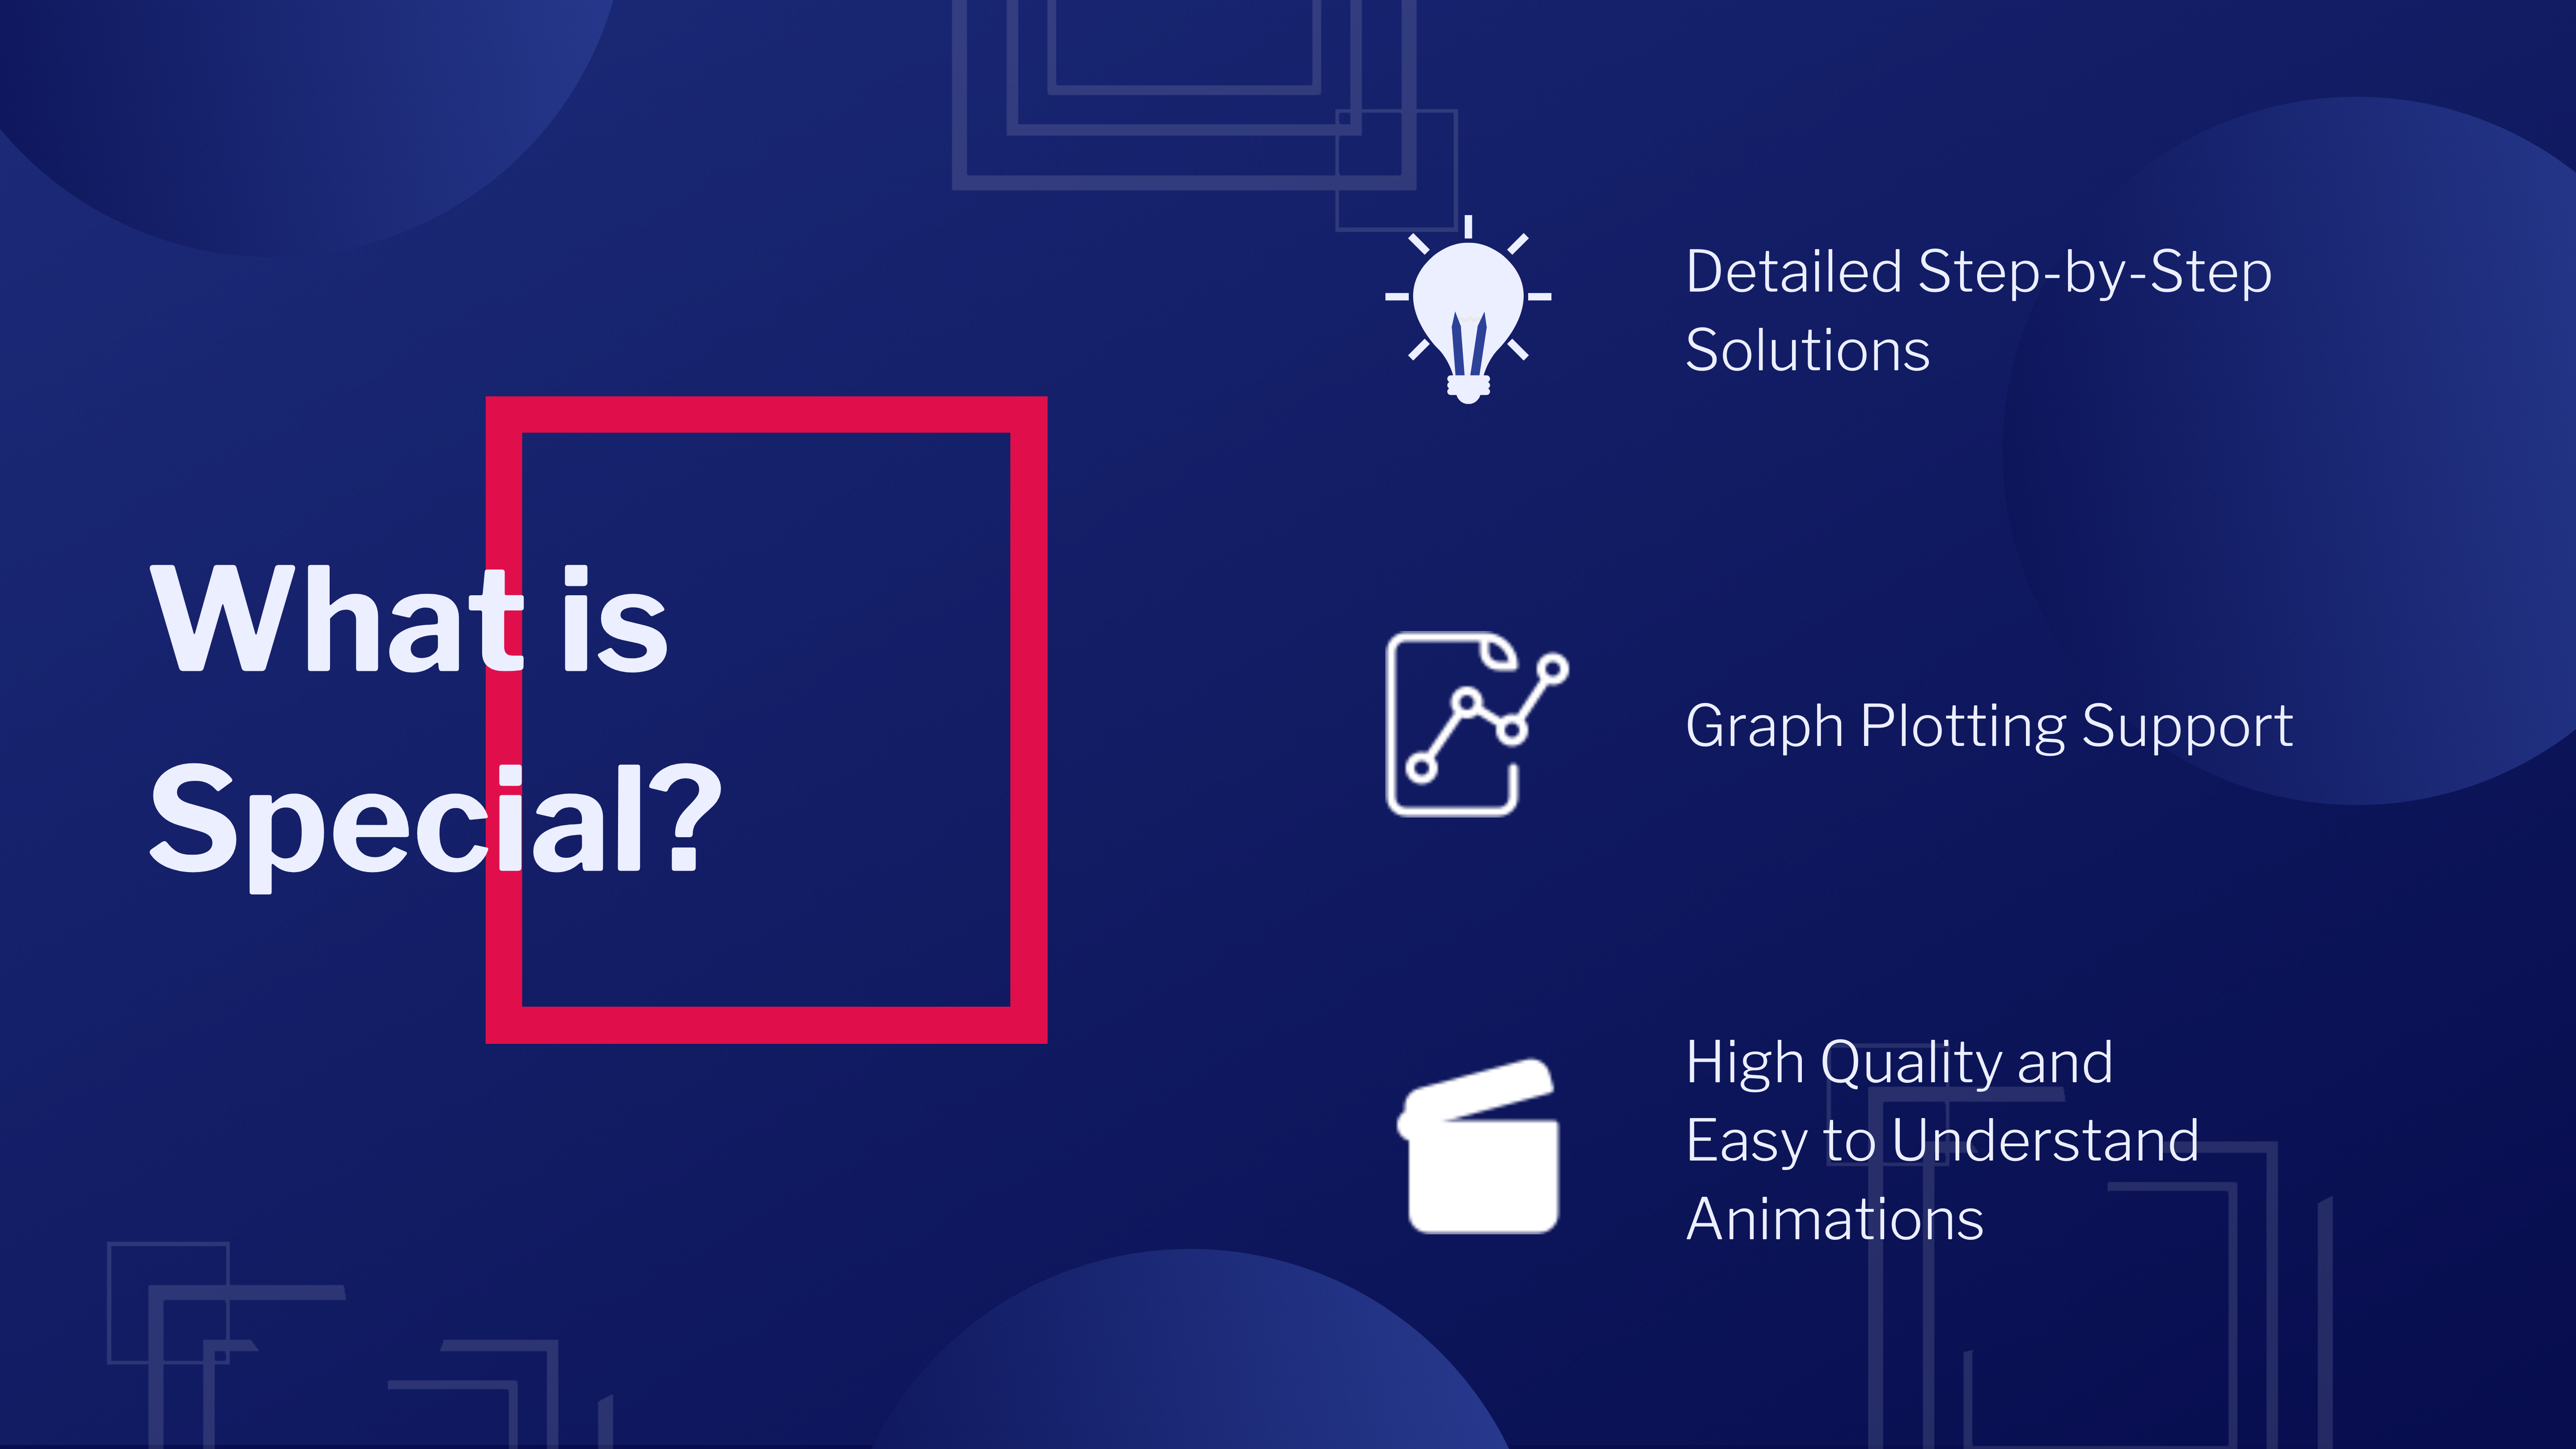 What is
Special?
Detailed Step-by-Step
Solutions
Graph Plotting Support
High Quality and
Easy to Understand
Animations